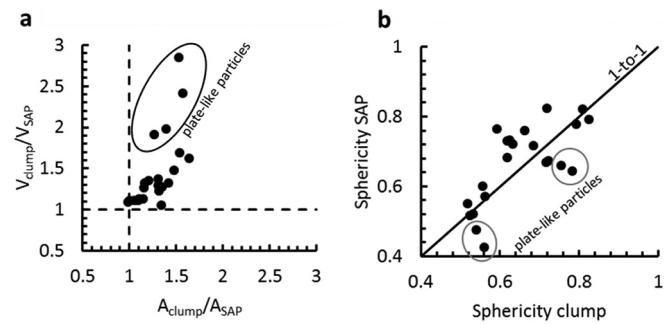 a
3
2.5
2
1.5
1
0.5
V_clump/V_SAP
plate-like particles
0.5 1 1.5 2 2.5 3
A_clump/A_SAP
b
1
0.8
0.6
0.4
Sphericity SAP
1-to-1
plate-like particles
0.4 0.6 0.8 1
Sphericity clump